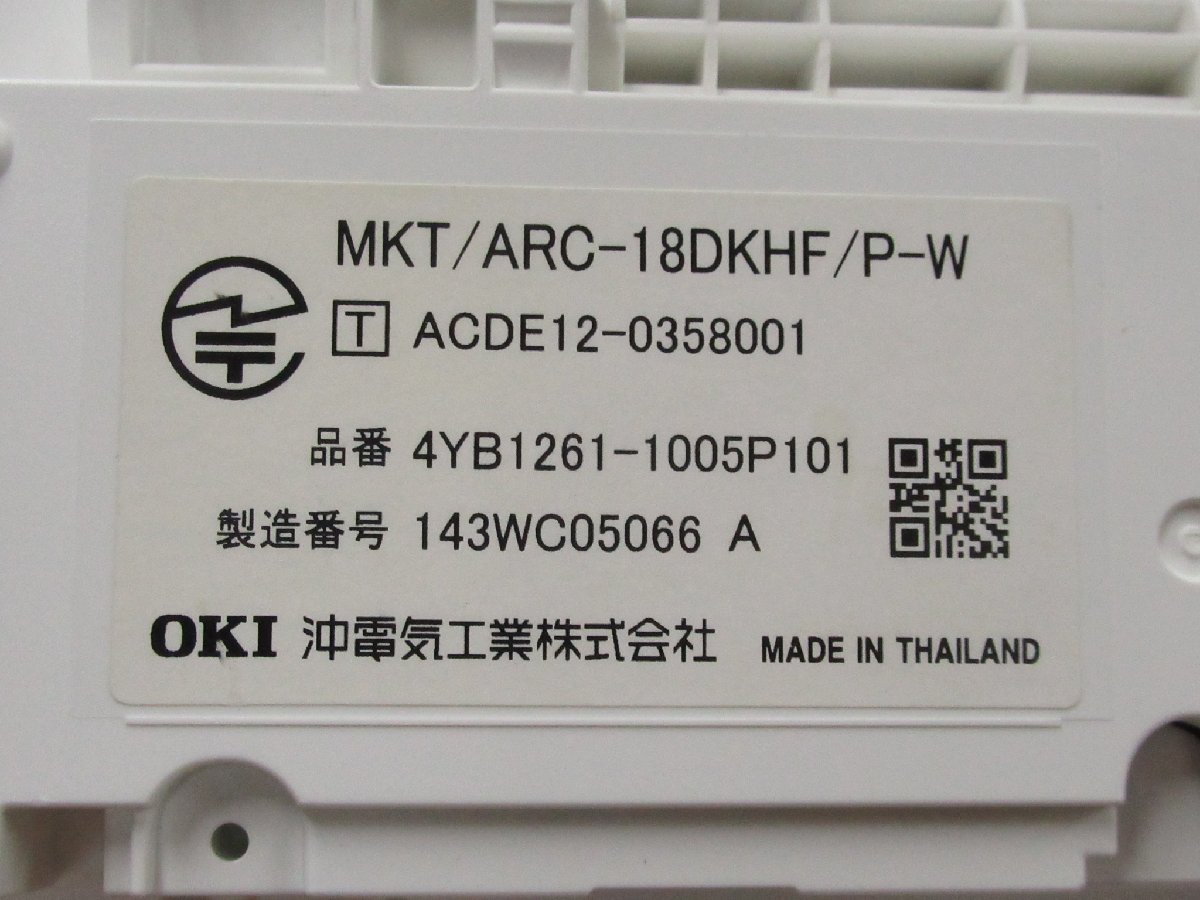 MKT/ARC-18DKHF/P-W
T ACDE12-0358001
品番 4YB1261-1005P101
製造番号 143WC05066 A
OKI 沖電気工業株式会社 MADE IN THAILAND